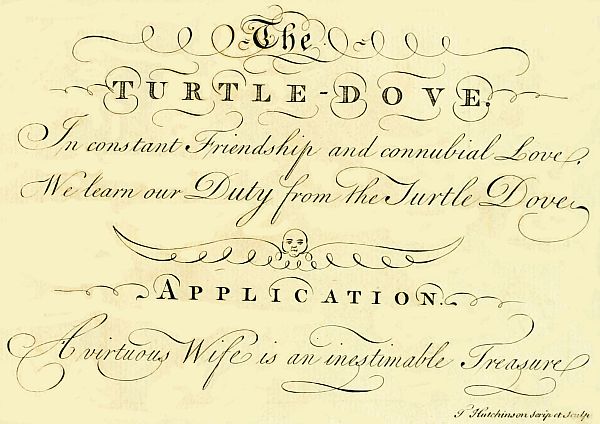 The
TURTLE-DOVE.
In constant Friendship and connubial Love,
We learn our Duty from the Turtle Dove
APPLICATION.
A virtuous Wife is an inestimable Treasure
T. Hutchinson scrip et sculp